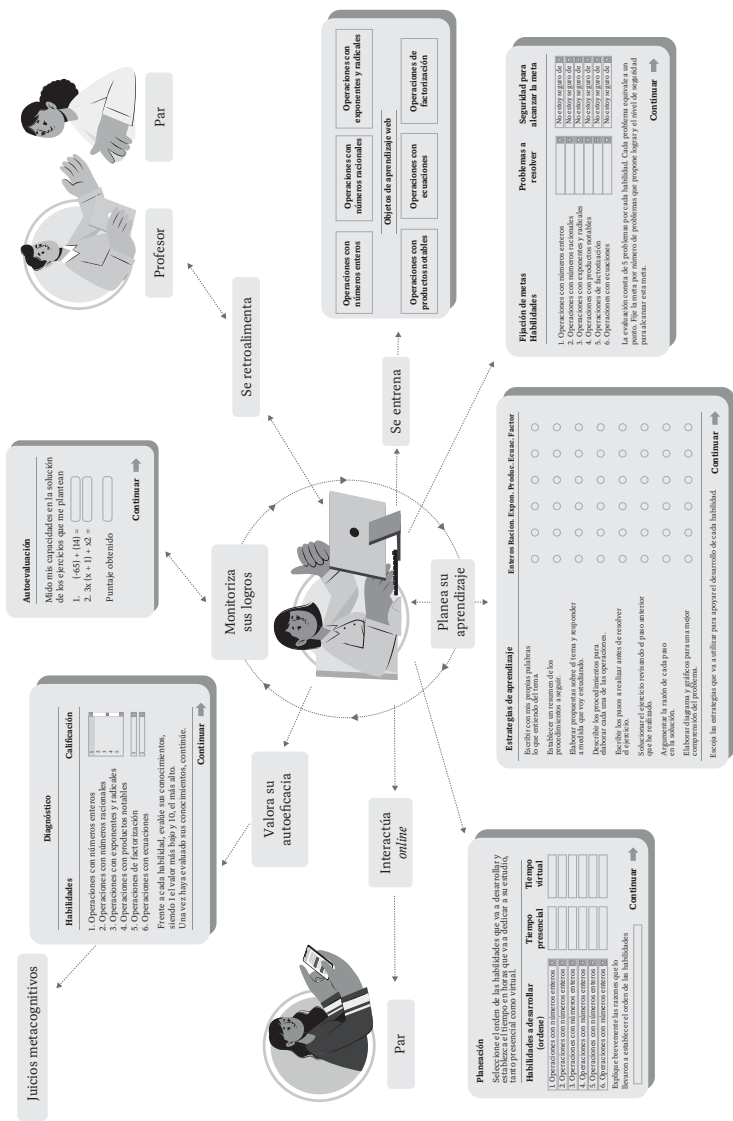 Juicios metacognitivos
Diagnóstico
Habilidades Calificación
1. Operaciones con números enteros
2. Operaciones con números racionales
3. Operaciones con exponentes y radicales
4. Operaciones con productos notables
5. Operaciones de factorización
6. Operaciones con ecuaciones
1
2
3
4
5
Frente a cada habilidad, evalúe sus conocimientos,
siendo 1 el valor más bajo y 10, el más alto.
Una vez haya evaluado sus conocimientos, continúe.
Continuar
Autoevaluación
Mido mis capacidades en la solución
de los ejercicios que me plantean
1. (-65) + (14) =
2. 3x (x + 1) + x2 =
Puntaje obtenido
Continuar
Profesor
Par
Se retroalimenta
Monitoriza
sus logros
Valora su
autoeficacia
Interactúa
online
Par
Planea su
aprendizaje
Se entrena
Operaciones con
números enteros
Operaciones con
números racionales
Operaciones con
exponentes y radicales
Objetos de aprendizaje web
Operaciones con
productos notables
Operaciones con
ecuaciones
Operaciones de
factorización
Planeación
Seleccione el orden de las habilidades que va a desarrollar y
establezca el tiempo en horas que va a dedicar a su estudio,
tanto presencial como virtual.
Habilidades a desarrollar
(ordene)
Tiempo
presencial
Tiempo
virtual
1. Operaciones con números enteros
2. Operaciones con números enteros
3. Operaciones con números enteros
4. Operaciones con números enteros
5. Operaciones con números enteros
6. Operaciones con números enteros
Explique brevemente las razones que lo
llevaron a establecer el orden de las habilidades
Continuar
Estrategias de aprendizaje
Enteros Racion. Expon. Produc. Ecuac. Factor
Escribir con mis propias palabras
lo que entiendo del tema.
Establecer un resumen de los
procedimientos a seguir.
Elaborar propuestas sobre el tema y responder
a medida que voy estudiando.
Describir los procedimientos para
elaborar cada una de las operaciones.
Escribir los pasos a realizar antes de resolver
el ejercicio.
Solucionar el ejercicio revisando el paso anterior
que he realizado.
Argumentar la razón de cada paso
en la solución.
Elaborar diagrama y gráficos para una mejor
comprensión del problema.
Escoja las estrategias que va a utilizar para apoyar el desarrollo de cada habilidad.
Continuar
Fijación de metas
Habilidades
Problemas a
resolver
Seguridad para
alcanzar la meta
1. Operaciones con números enteros
2. Operaciones con números racionales
3. Operaciones con exponentes y radicales
4. Operaciones con productos notables
5. Operaciones de factorización
6. Operaciones con ecuaciones
No estoy seguro de
No estoy seguro de
No estoy seguro de
No estoy seguro de
No estoy seguro de
No estoy seguro de
La evaluación consta de 5 problemas por cada habilidad. Cada problema equivale a un
punto. Fije la meta por número de problemas que propone lograr y el nivel de seguridad
para alcanzar esta meta.
Continuar